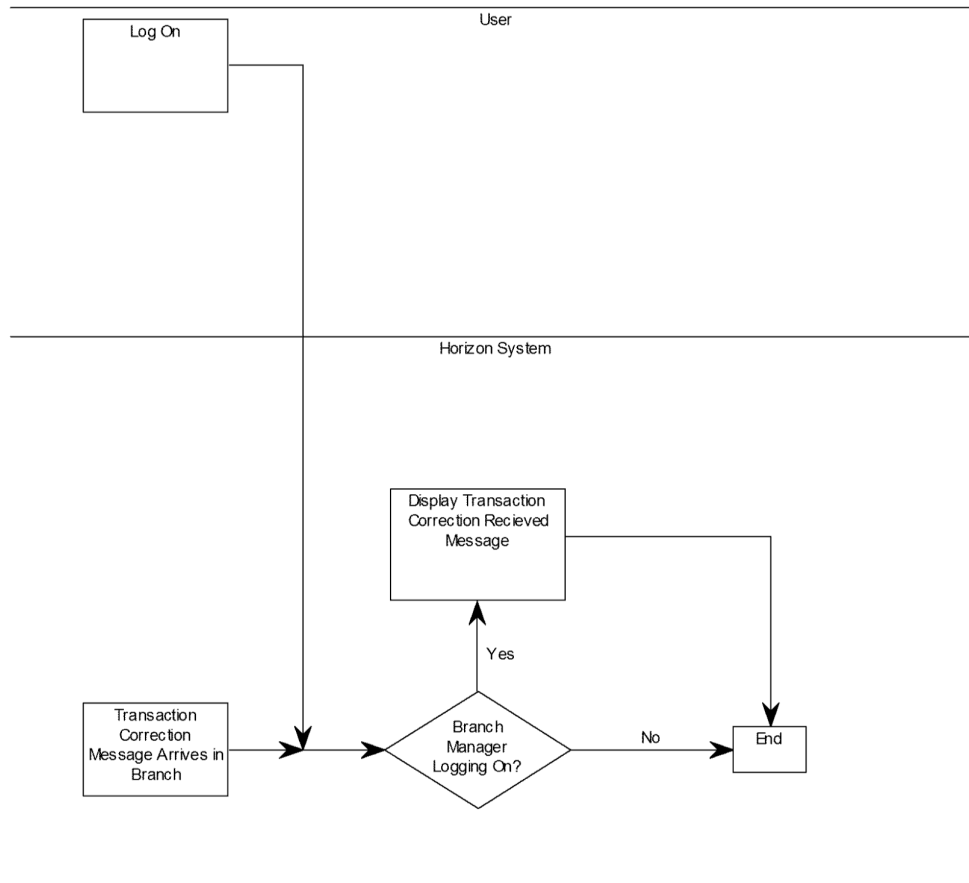 User
Log On
Horizon System
Display Transaction
Correction Recieved
Message
Yes
Transaction
Correction
Message Arrives in
Branch
Branch
Manager
Logging On?
No
End